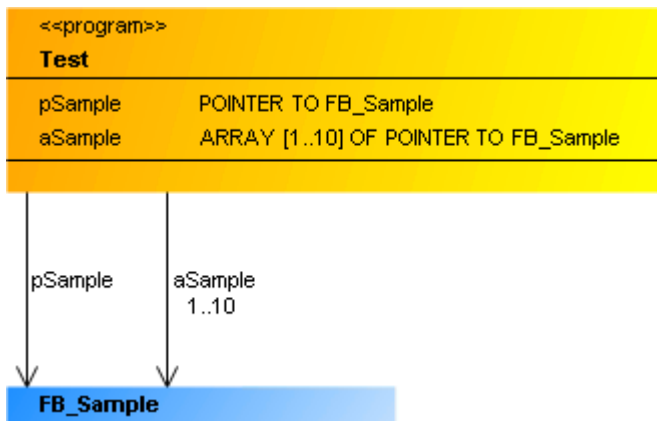 <<program>>
Test
pSample POINTER TO FB_Sample
aSample ARRAY [1..10] OF POINTER TO FB_Sample
pSample
aSample
1..10
FB_Sample